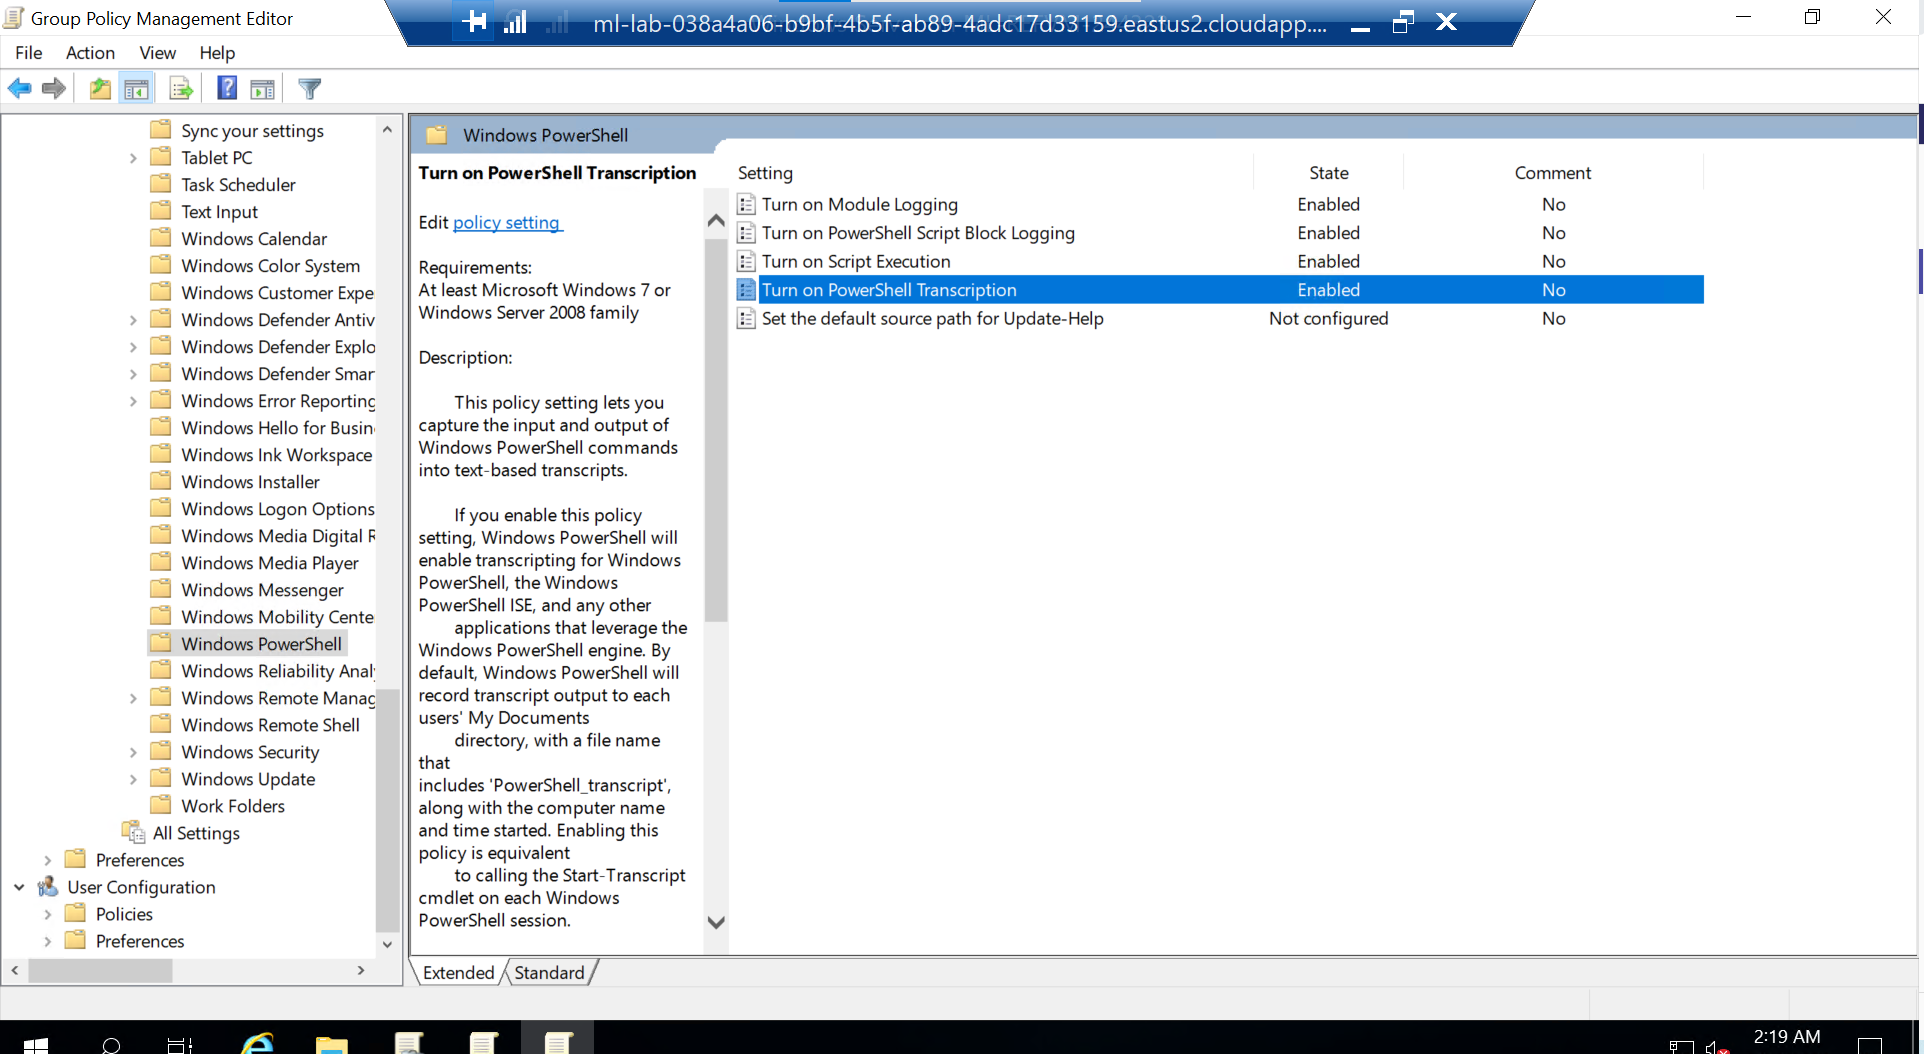 Group Policy Management Editor
ml-lab-038a4a06-b9bf-4b5f-ab89-4adc17d33159.eastus2.cloudapp....
File Action View Help
Sync your settings
Tablet PC
Task Scheduler
Text Input
Windows Calendar
Windows Color System
Windows Customer Expe
Windows Defender Antiv
Windows Defender Explo
Windows Defender Smar
Windows Error Reporting
Windows Hello for Busin
Windows Ink Workspace
Windows Installer
Windows Logon Options
Windows Media Digital R
Windows Media Player
Windows Messenger
Windows Mobility Cente
Windows PowerShell
Windows Reliability Analy
Windows Remote Manag
Windows Remote Shell
Windows Security
Windows Update
Work Folders
All Settings
Preferences
User Configuration
Policies
Preferences
Windows PowerShell
Turn on PowerShell Transcription
Edit policy setting
Requirements:
At least Microsoft Windows 7 or
Windows Server 2008 family
Description:
This policy setting lets you
capture the input and output of
Windows PowerShell commands
into text-based transcripts.
If you enable this policy
setting, Windows PowerShell will
enable transcripting for Windows
PowerShell, the Windows
PowerShell ISE, and any other
applications that leverage the
Windows PowerShell engine. By
default, Windows PowerShell will
record transcript output to each
users' My Documents
directory, with a file name
that
includes 'PowerShell_transcript',
along with the computer name
and time started. Enabling this
policy is equivalent
to calling the Start-Transcript
cmdlet on each Windows
PowerShell session.
Setting State Comment
Turn on Module Logging Enabled No
Turn on PowerShell Script Block Logging Enabled No
Turn on Script Execution Enabled No
Turn on PowerShell Transcription Enabled No
Set the default source path for Update-Help Not configured No
Extended Standard
2:19 AM